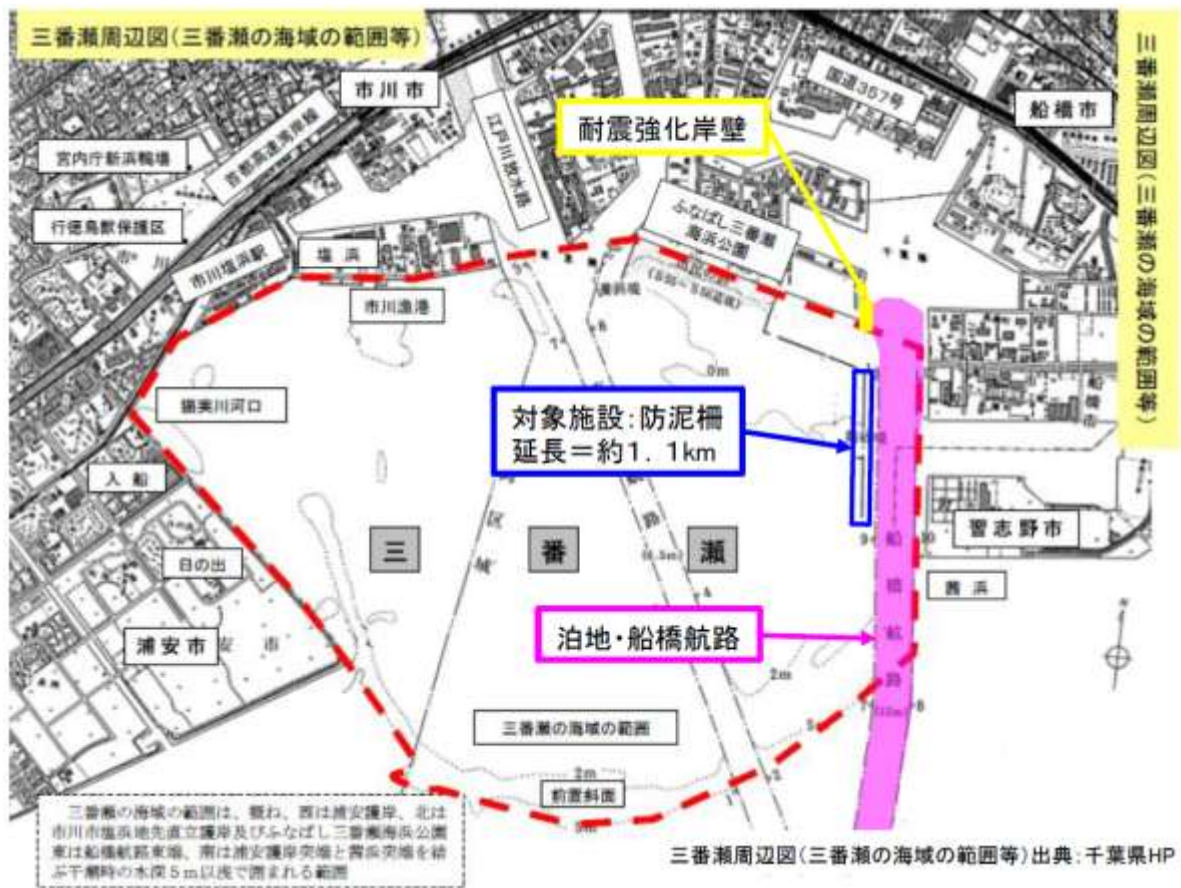 三番瀬周辺図(三番瀬の海域の範囲等)
三番瀬周辺図(三番瀬の海域の範囲等)
市川市
国道357号
船橋市
耐震強化岸壁
宮内庁新浜鴨場
首都高速湾岸線
江戸川放水路
行徳鳥獣保護区
ふなばし三番瀬
海浜公園
市川塩浜駅
塩浜
市川漁港
0m
猫実川河口
対象施設:防泥柵
延長=約1.1km
入船
三
番
瀬
習志野市
日の出
茜浜
浦安市
泊地・船橋航路
船橋航路
2m
三番瀬の海域の範囲
2m
前置斜面
5m
三番瀬の海域の範囲は、概ね、西は浦安護岸、北は
市川市塩浜地先直立護岸及びふなばし三番瀬海浜公園
東は船橋航路東端、南は浦安護岸突端と茜浜突端を結
ぶ干潮時の水深5m以浅で囲まれる範囲
三番瀬周辺図(三番瀬の海域の範囲等)出典:千葉県HP